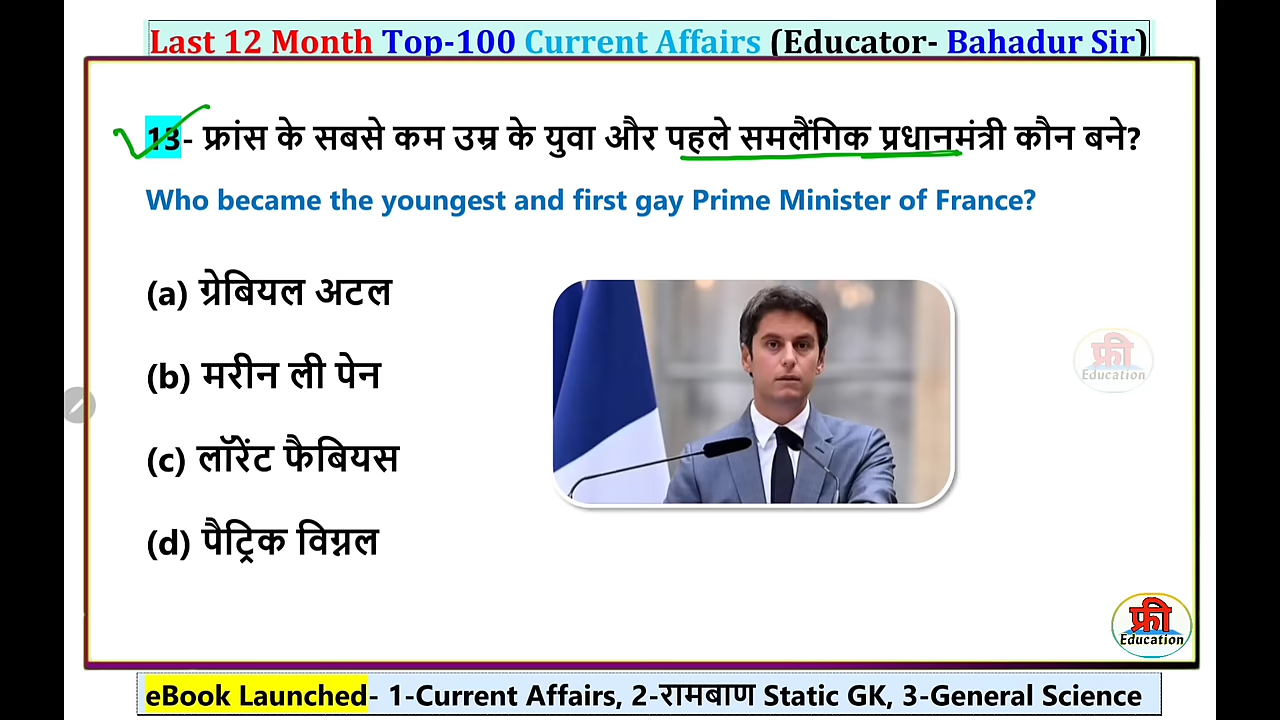 Last 12 Month Top-100 Current Affairs (Educator- Bahadur Sir)
13- फ्रांस के सबसे कम उम्र के युवा और पहले समलैंगिक प्रधानमंत्री कौन बने?
Who became the youngest and first gay Prime Minister of France?
(a) ग्रेबियल अटल
(b) मरीन ली पेन
(c) लॉरेंट फैबियस
(d) पैट्रिक विग्नल
फ्री
Education
फ्री
Education
eBook Launched- 1-Current Affairs, 2-रामबाण Static GK, 3-General Science